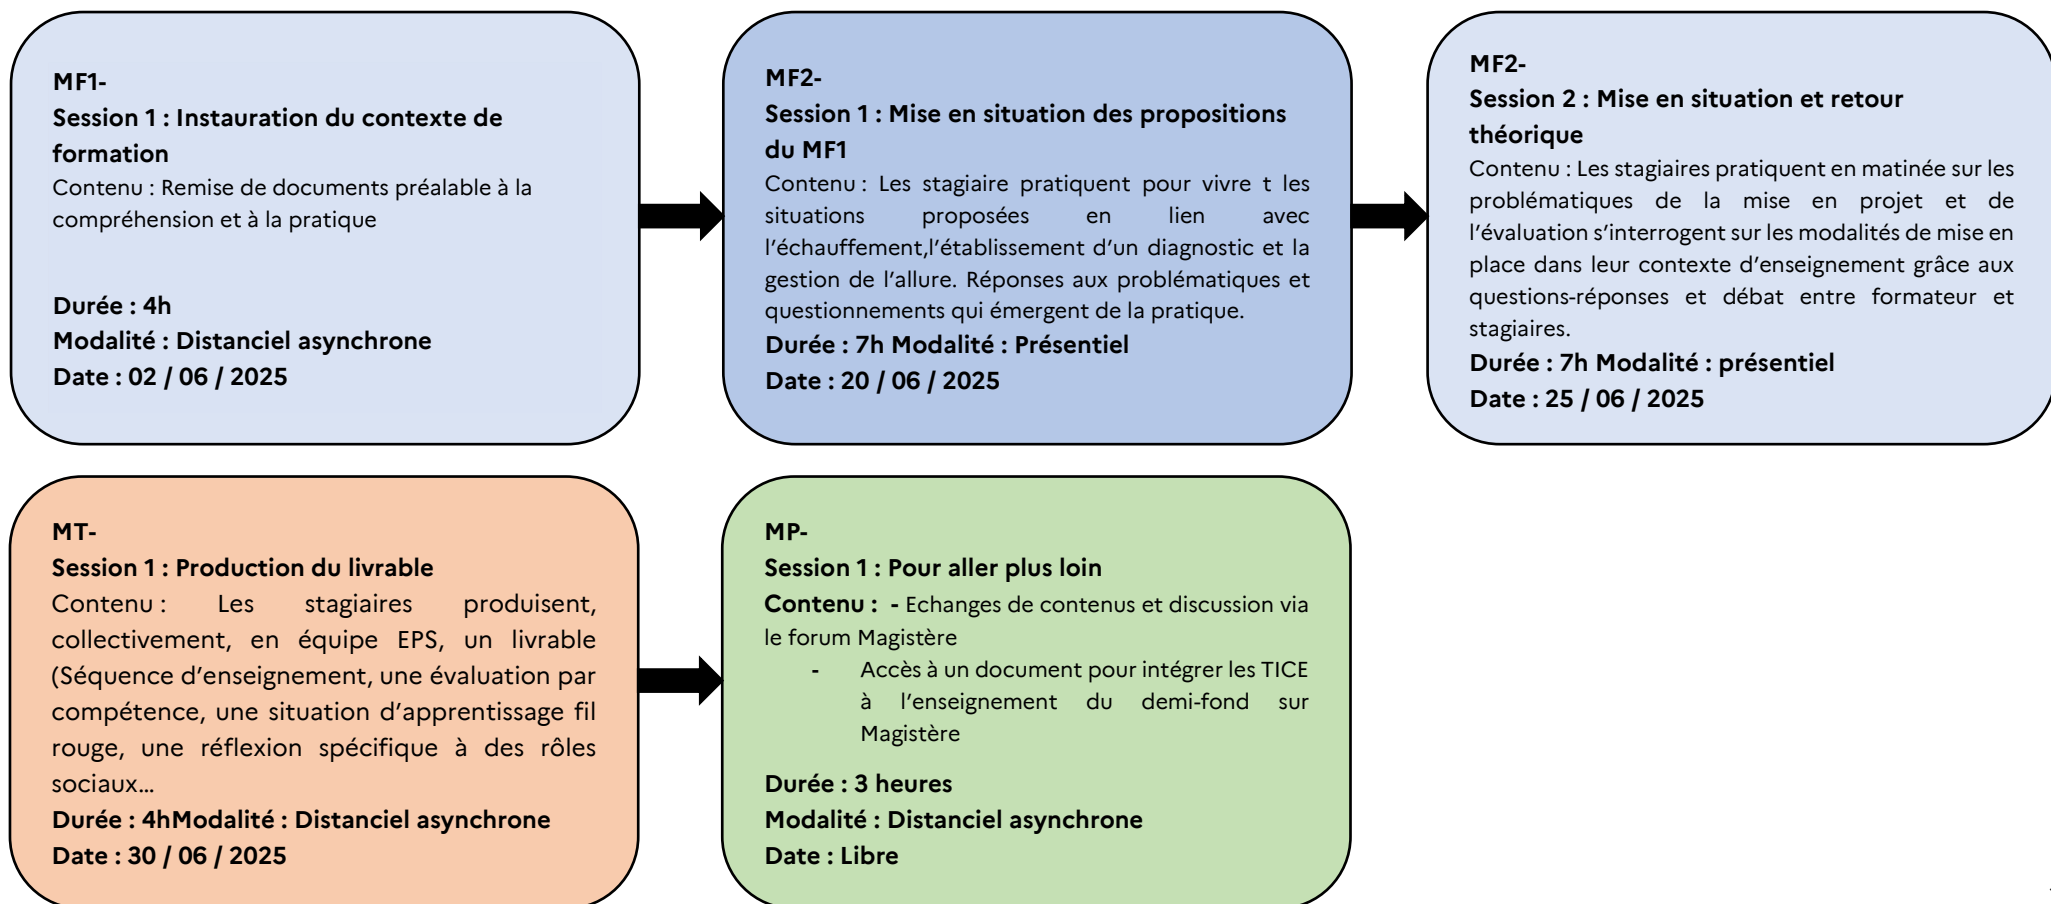 MF1-
Session 1 : Instauration du contexte de
formation
Contenu : Remise de documents préalable à la
compréhension et à la pratique
Durée : 4h
Modalité : Distanciel asynchrone
Date : 02 / 06 / 2025
MF2-
Session 1 : Mise en situation des propositions
du MF1
Contenu : Les stagiaire pratiquent pour vivre t les
situations proposées en lien avec
l’échauffement,l’établissement d’un diagnostic et la
gestion de l’allure. Réponses aux problématiques et
questionnements qui émergent de la pratique.
Durée : 7h Modalité : Présentiel
Date : 20 / 06 / 2025
MF2-
Session 2 : Mise en situation et retour
théorique
Contenu : Les stagiaires pratiquent en matinée sur les
problématiques de la mise en projet et de
l’évaluation s’interrogent sur les modalités de mise en
place dans leur contexte d’enseignement grâce aux
questions-réponses et débat entre formateur et
stagiaires.
Durée : 7h Modalité : présentiel
Date : 25 / 06 / 2025
MT-
Session 1 : Production du livrable
Contenu : Les stagiaires produisent,
collectivement, en équipe EPS, un livrable
(Séquence d’enseignement, une évaluation par
compétence, une situation d’apprentissage fil
rouge, une réflexion spécifique à des rôles
sociaux…
Durée : 4hModalité : Distanciel asynchrone
Date : 30 / 06 / 2025
MP-
Session 1 : Pour aller plus loin
Contenu : - Echanges de contenus et discussion via
le forum Magistère
- Accès à un document pour intégrer les TICE
à l’enseignement du demi-fond sur
Magistère
Durée : 3 heures
Modalité : Distanciel asynchrone
Date : Libre